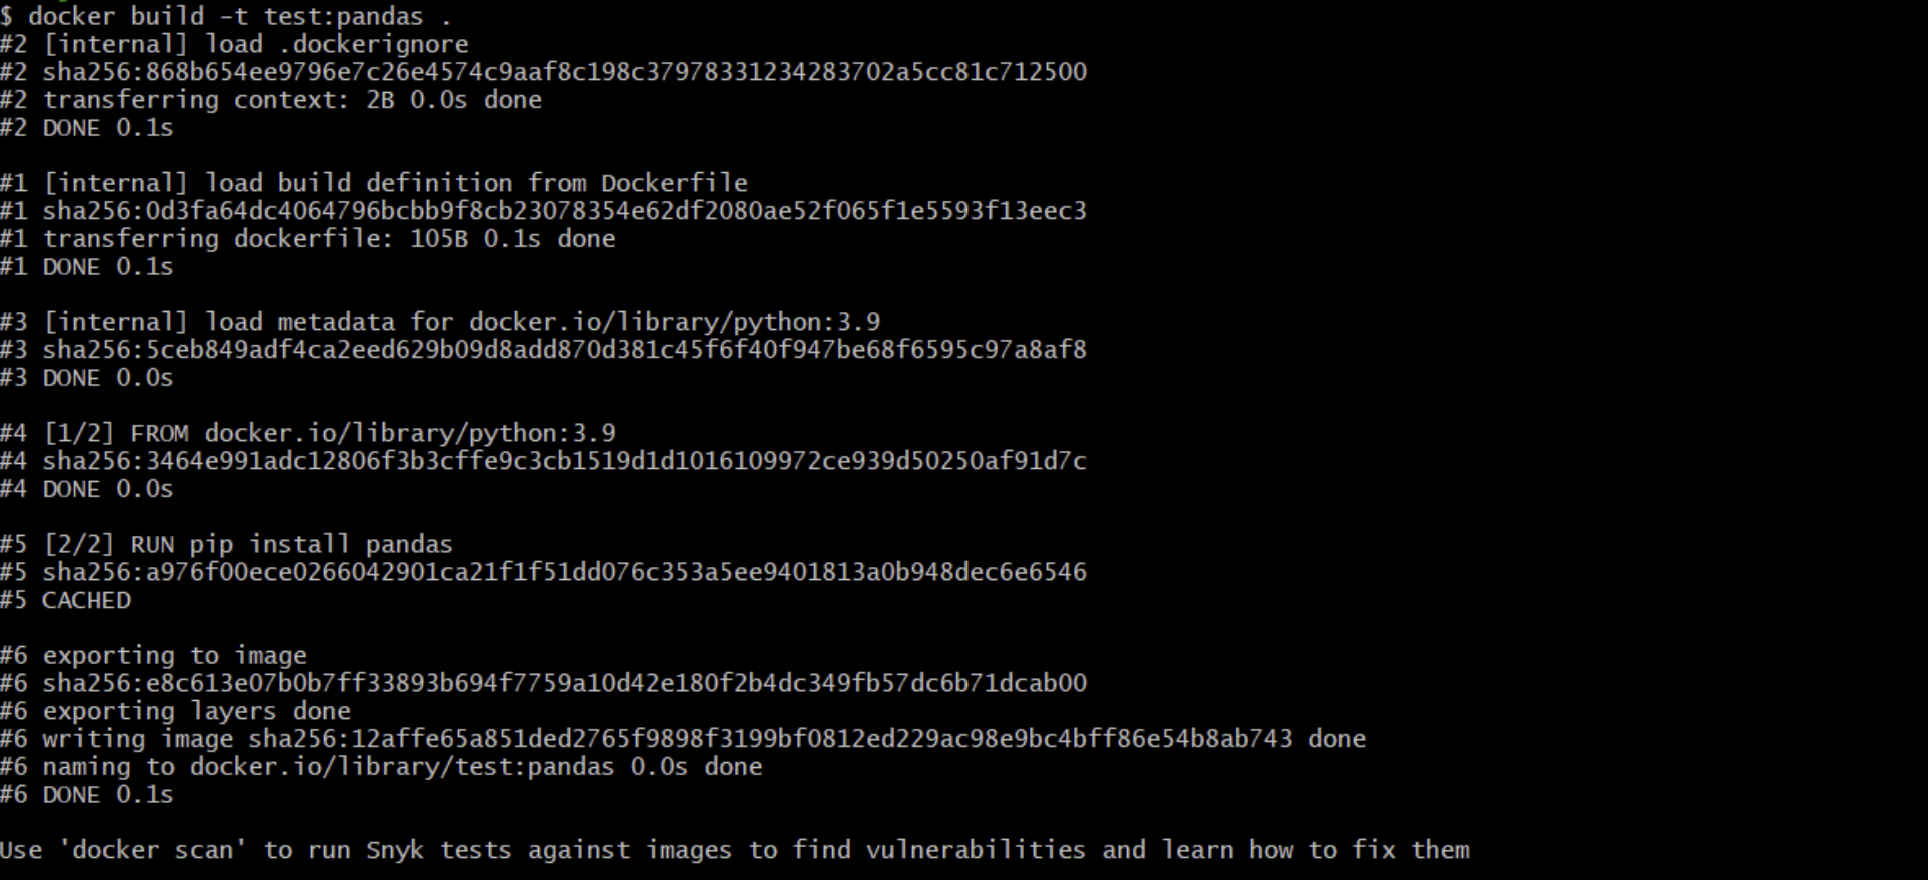 $ docker build -t test:pandas .
#2 [internal] load .dockerignore
#2 sha256:868b654ee9796e7c26e4574c9aaf8c198c37978331234283702a5cc81c712500
#2 transferring context: 2B 0.0s done
#2 DONE 0.1s
#1 [internal] load build definition from Dockerfile
#1 sha256:0d3fa64dc4064796bcbb9f8cb23078354e62df2080ae52f065f1e5593f13eec3
#1 transferring dockerfile: 105B 0.1s done
#1 DONE 0.1s
#3 [internal] load metadata for docker.io/library/python:3.9
#3 sha256:5ceb849adf4ca2eed629b09d8add870d381c45f6f40f947be68f6595c97a8af8
#3 DONE 0.0s
#4 [1/2] FROM docker.io/library/python:3.9
#4 sha256:3464e991adc12806f3b3cffe9c3cb1519d1d1016109972ce939d50250af91d7c
#4 DONE 0.0s
#5 [2/2] RUN pip install pandas
#5 sha256:a976f00ece0266042901ca21f1f51dd076c353a5ee9401813a0b948dec6e6546
#5 CACHED
#6 exporting to image
#6 sha256:e8c613e07b0b7ff33893b694f7759a10d42e180f2b4dc349fb57dc6b71dcab00
#6 exporting layers done
#6 writing image sha256:12affe65a851ded2765f9898f3199bf0812ed229ac98e9bc4bff86e54b8ab743 done
#6 naming to docker.io/library/test:pandas 0.0s done
#6 DONE 0.1s
Use 'docker scan' to run Snyk tests against images to find vulnerabilities and learn how to fix them